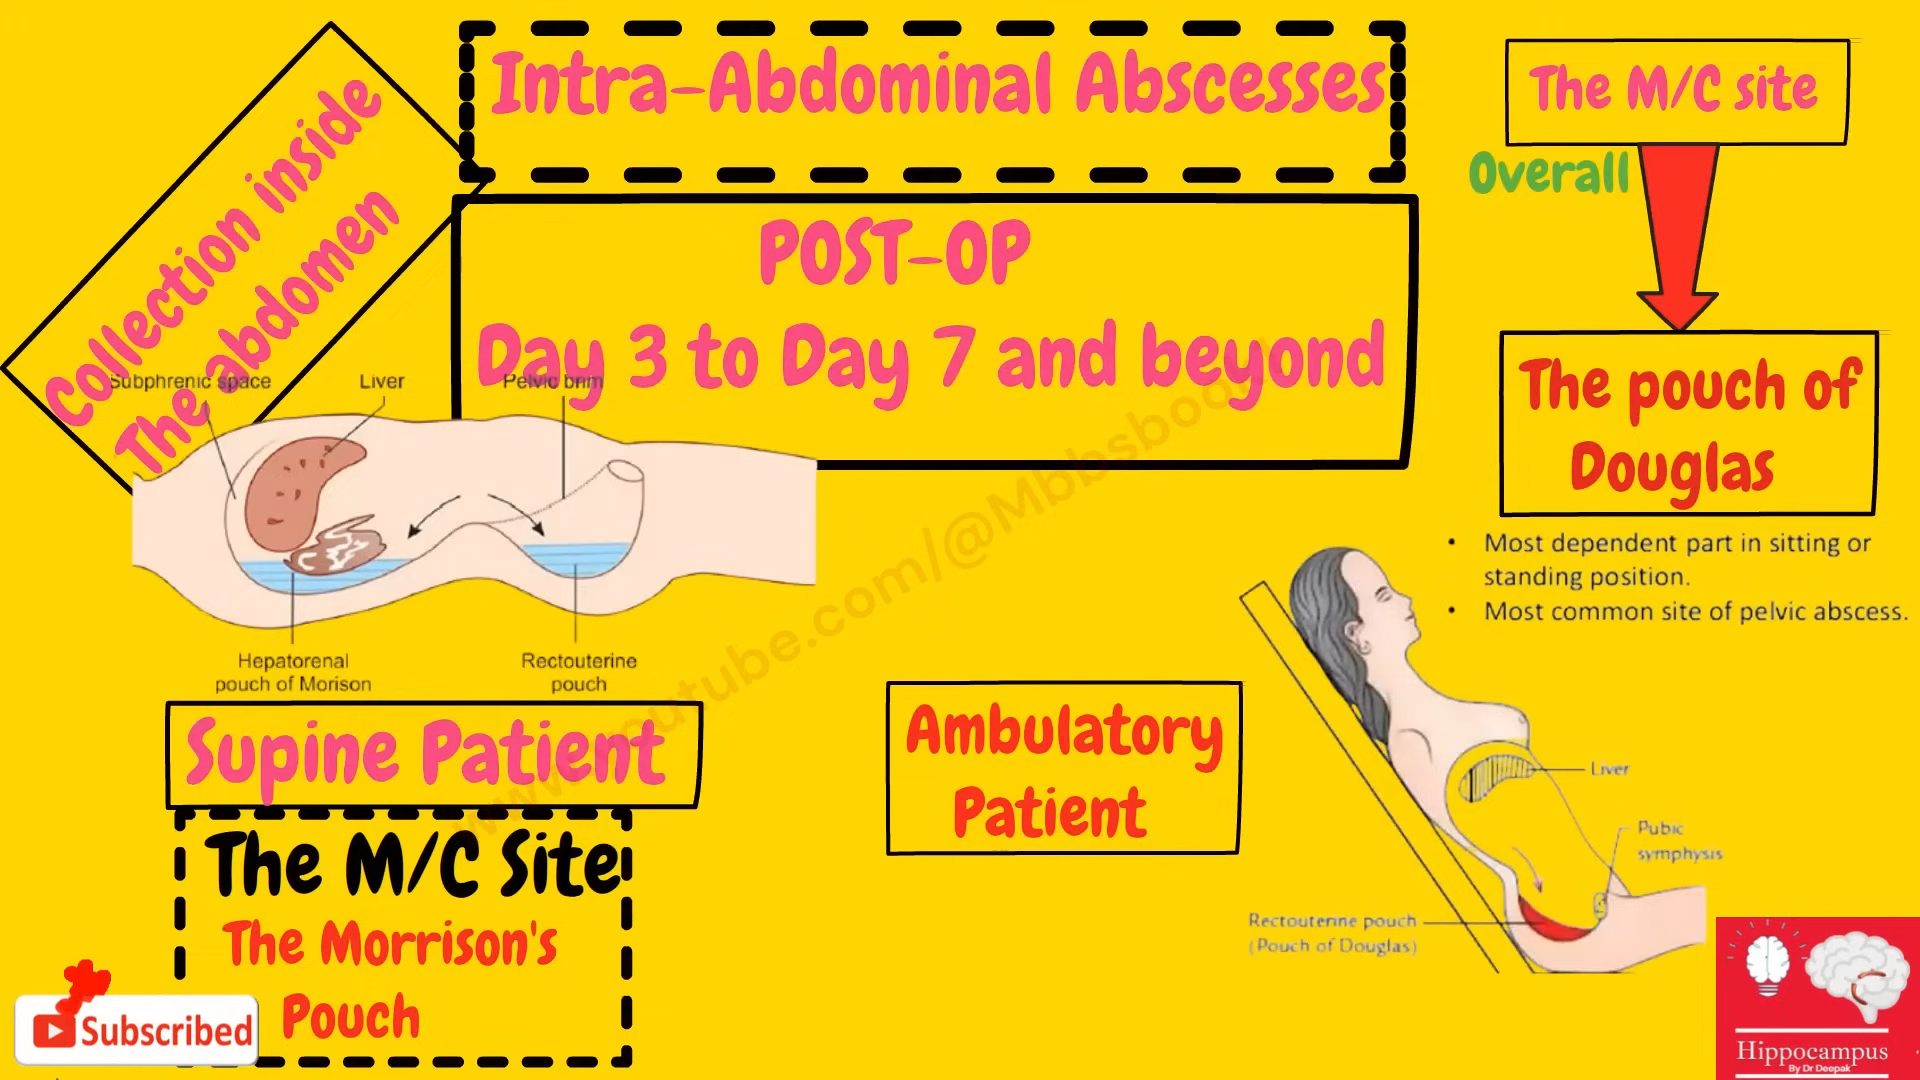 Intra-Abdominal Abscesses
Collection inside
The abdomen
POST-OP
Day 3 to Day 7 and beyond
The M/C site
Overall
The pouch of
Douglas
• Most dependent part in sitting or
standing position.
• Most common site of pelvic abscess.
Subphrenic space
Liver
Pelvic brim
Hepatorenal
pouch of Morison
Rectouterine
pouch
Supine Patient
The M/C Site
The Morrison's
Pouch
Ambulatory
Patient
Liver
Pubic
symphysis
Rectouterine pouch
(Pouch of Douglas)
Subscribed
Hippocampus
By Dr Deepak